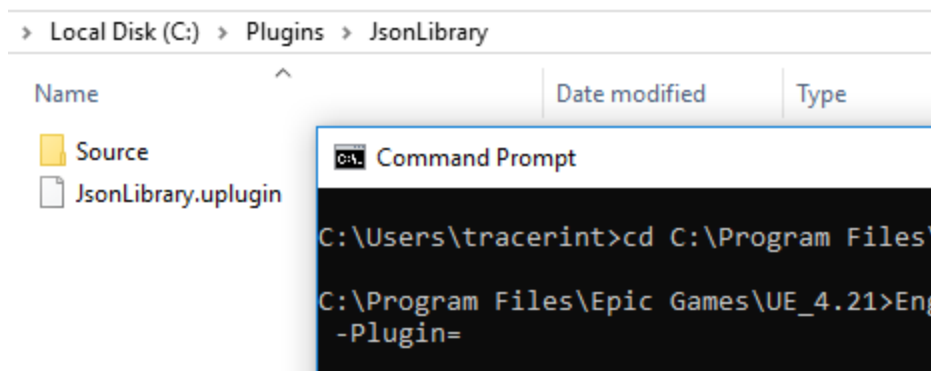 > Local Disk (C:) > Plugins > JsonLibrary
Name Date modified Type
Source
JsonLibrary.uplugin
Command Prompt
C:\Users\tracerint>cd C:\Program Files\
C:\Program Files\Epic Games\UE_4.21>Eng
-Plugin=